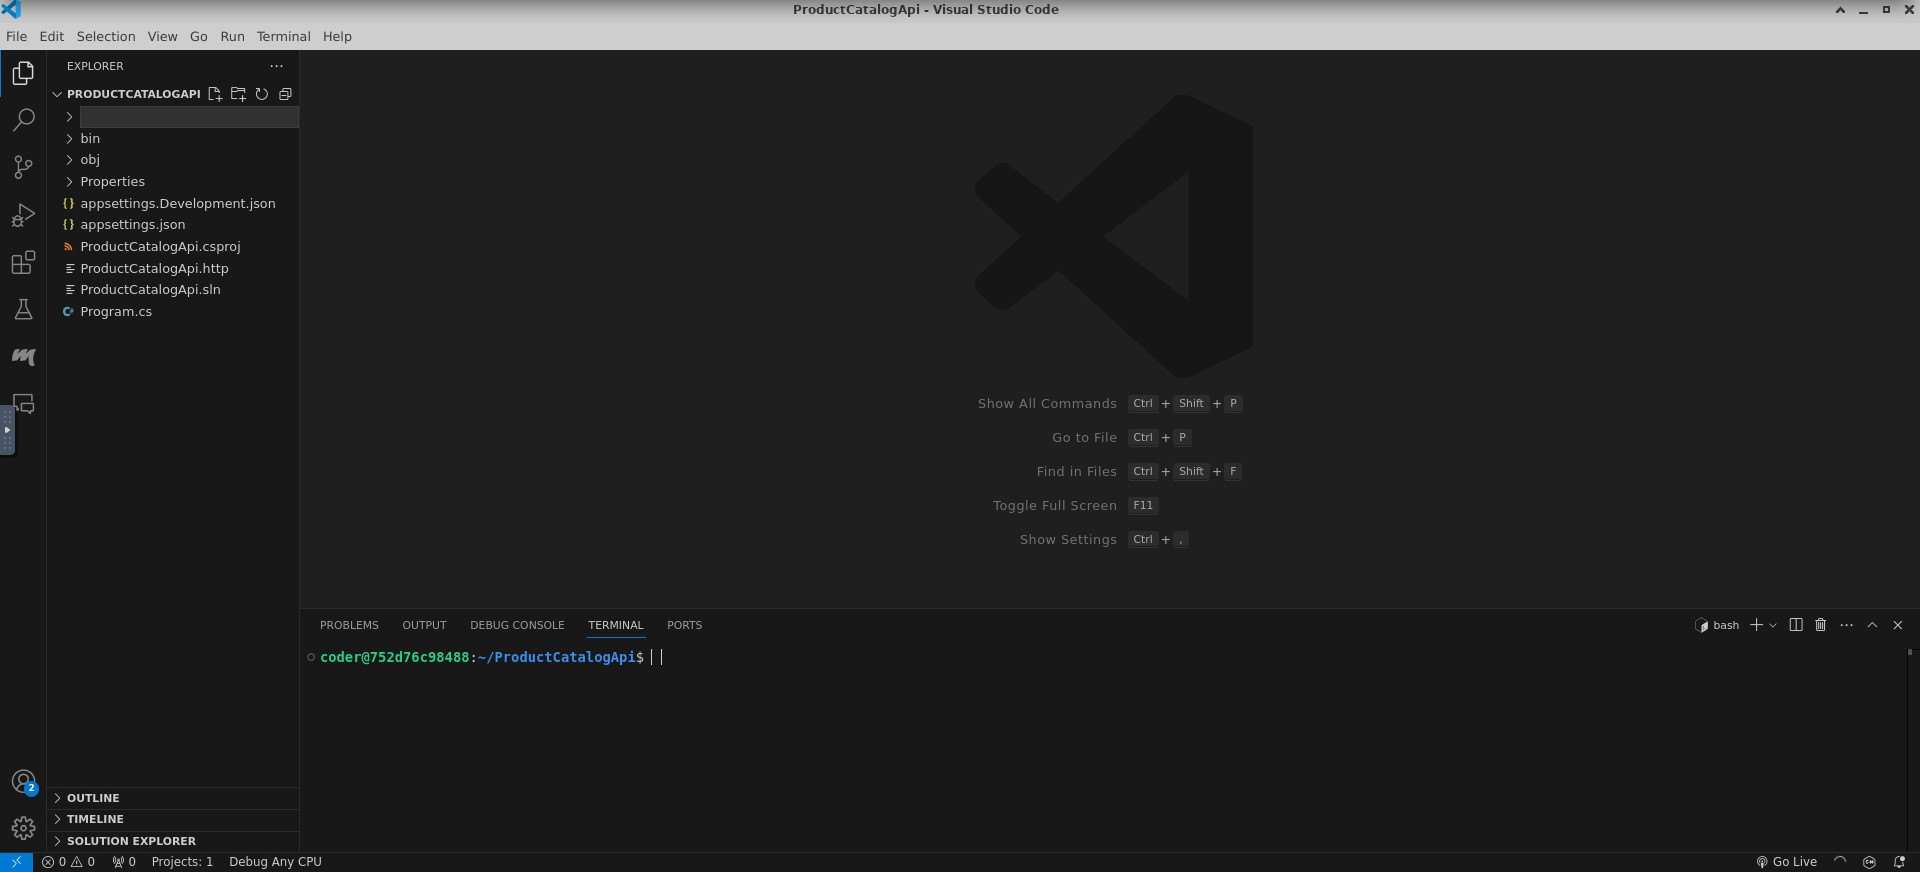 ProductCatalogApi - Visual Studio Code
File Edit Selection View Go Run Terminal Help
EXPLORER
PRODUCTCATALOGAPI
bin
obj
Properties
appsettings.Development.json
appsettings.json
ProductCatalogApi.csproj
ProductCatalogApi.http
ProductCatalogApi.sln
Program.cs
Show All Commands Ctrl + Shift + P
Go to File Ctrl + P
Find in Files Ctrl + Shift + F
Toggle Full Screen F11
Show Settings Ctrl + ,
PROBLEMS OUTPUT DEBUG CONSOLE TERMINAL PORTS
bash
coder@752d76c98488:~/ProductCatalogApi$
2
OUTLINE
TIMELINE
SOLUTION EXPLORER
0 0 0 Projects: 1 Debug Any CPU
Go Live